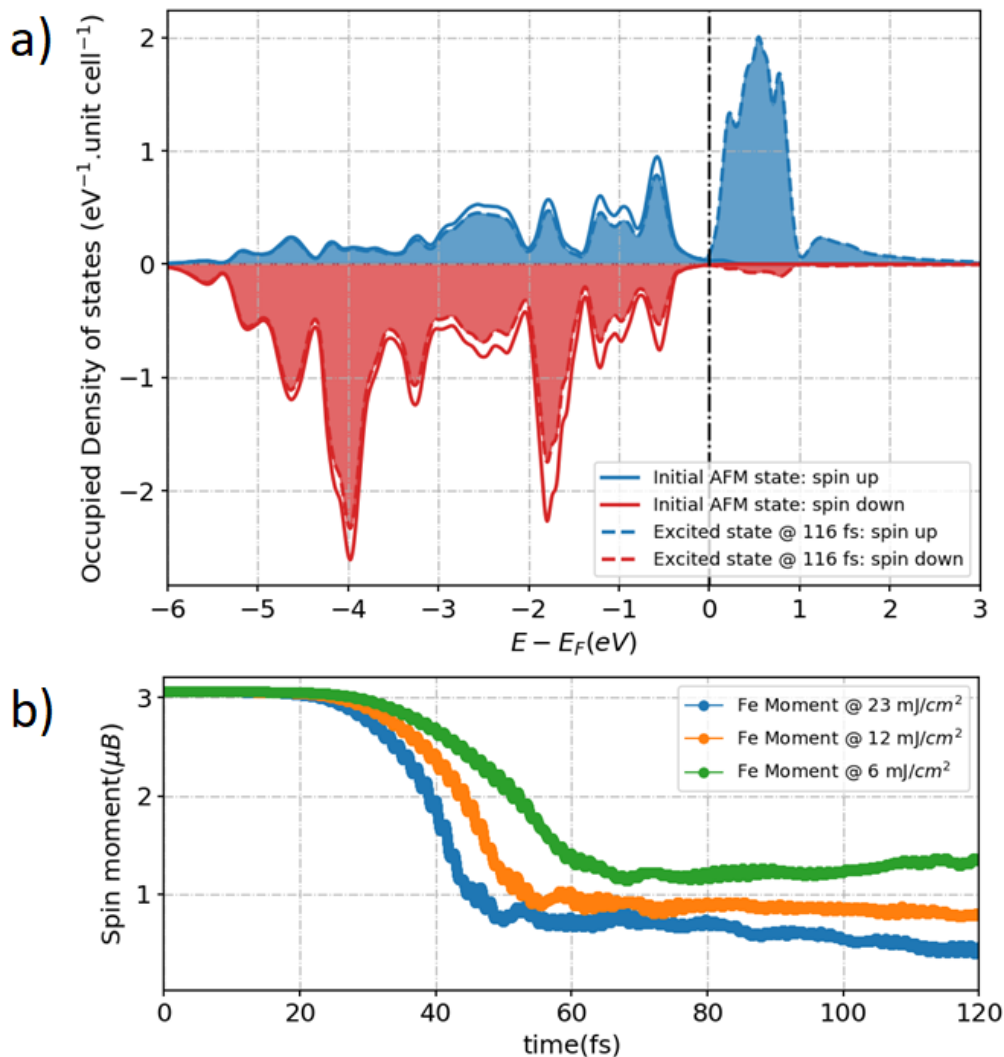 a)
Occupied Density of states (eV⁻¹.unit cell⁻¹)
2
1
0
−1
−2
Initial AFM state: spin up
Initial AFM state: spin down
Excited state @ 116 fs: spin up
Excited state @ 116 fs: spin down
−6 −5 −4 −3 −2 −1 0 1 2 3
E − E_F(eV)
b)
Spin moment(μB)
3
2
1
Fe Moment @ 23 mJ/cm²
Fe Moment @ 12 mJ/cm²
Fe Moment @ 6 mJ/cm²
0 20 40 60 80 100 120
time(fs)